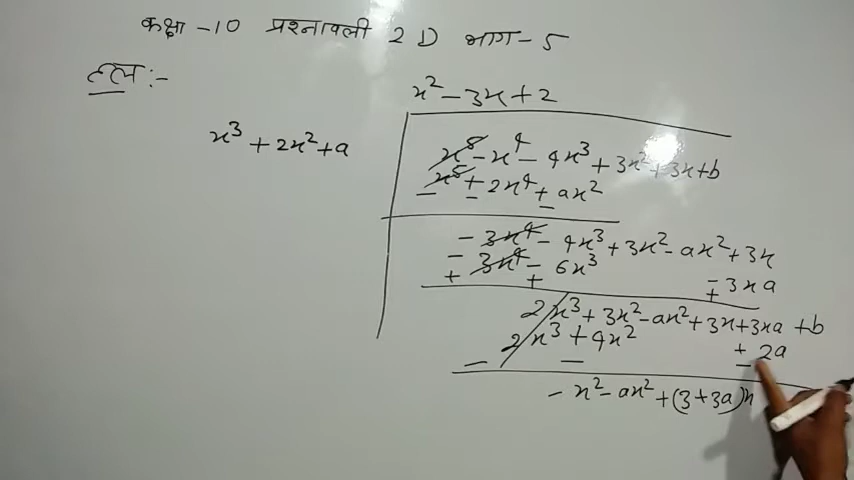 कक्षा -10 प्रश्नावली 2 D भाग - 5
हल :-
x² - 3x + 2
x³ + 2x² + a
x⁵ - x⁴ - 4x³ + 3x² + 3x + b
- x⁵ + 2x⁴ + ax²
- -
- 3x⁴ - 4x³ + 3x² - ax² + 3x
- 3x⁴ - 6x³ - 3xa
+ + +
2x³ + 3x² - ax² + 3x + 3xa + b
2x³ + 4x² + 2a
- - -
- x² - ax² + (3 + 3a)x